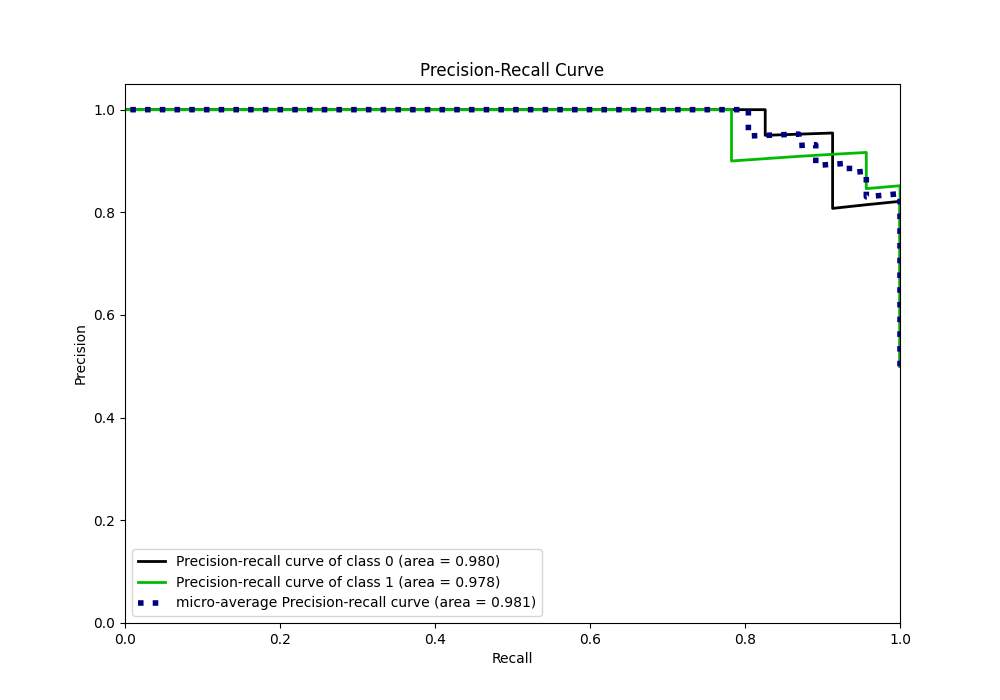 Precision-Recall Curve
1.0
0.8
0.6
0.4
0.2
0.0
Precision
Precision-recall curve of class 0 (area = 0.980)
Precision-recall curve of class 1 (area = 0.978)
micro-average Precision-recall curve (area = 0.981)
0.0 0.2 0.4 0.6 0.8 1.0
Recall